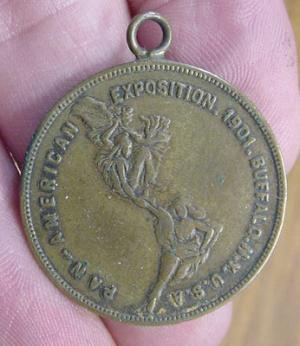 PAN-AMERICAN EXPOSITION. 1901. BUFFALO. N.Y. U.S.A